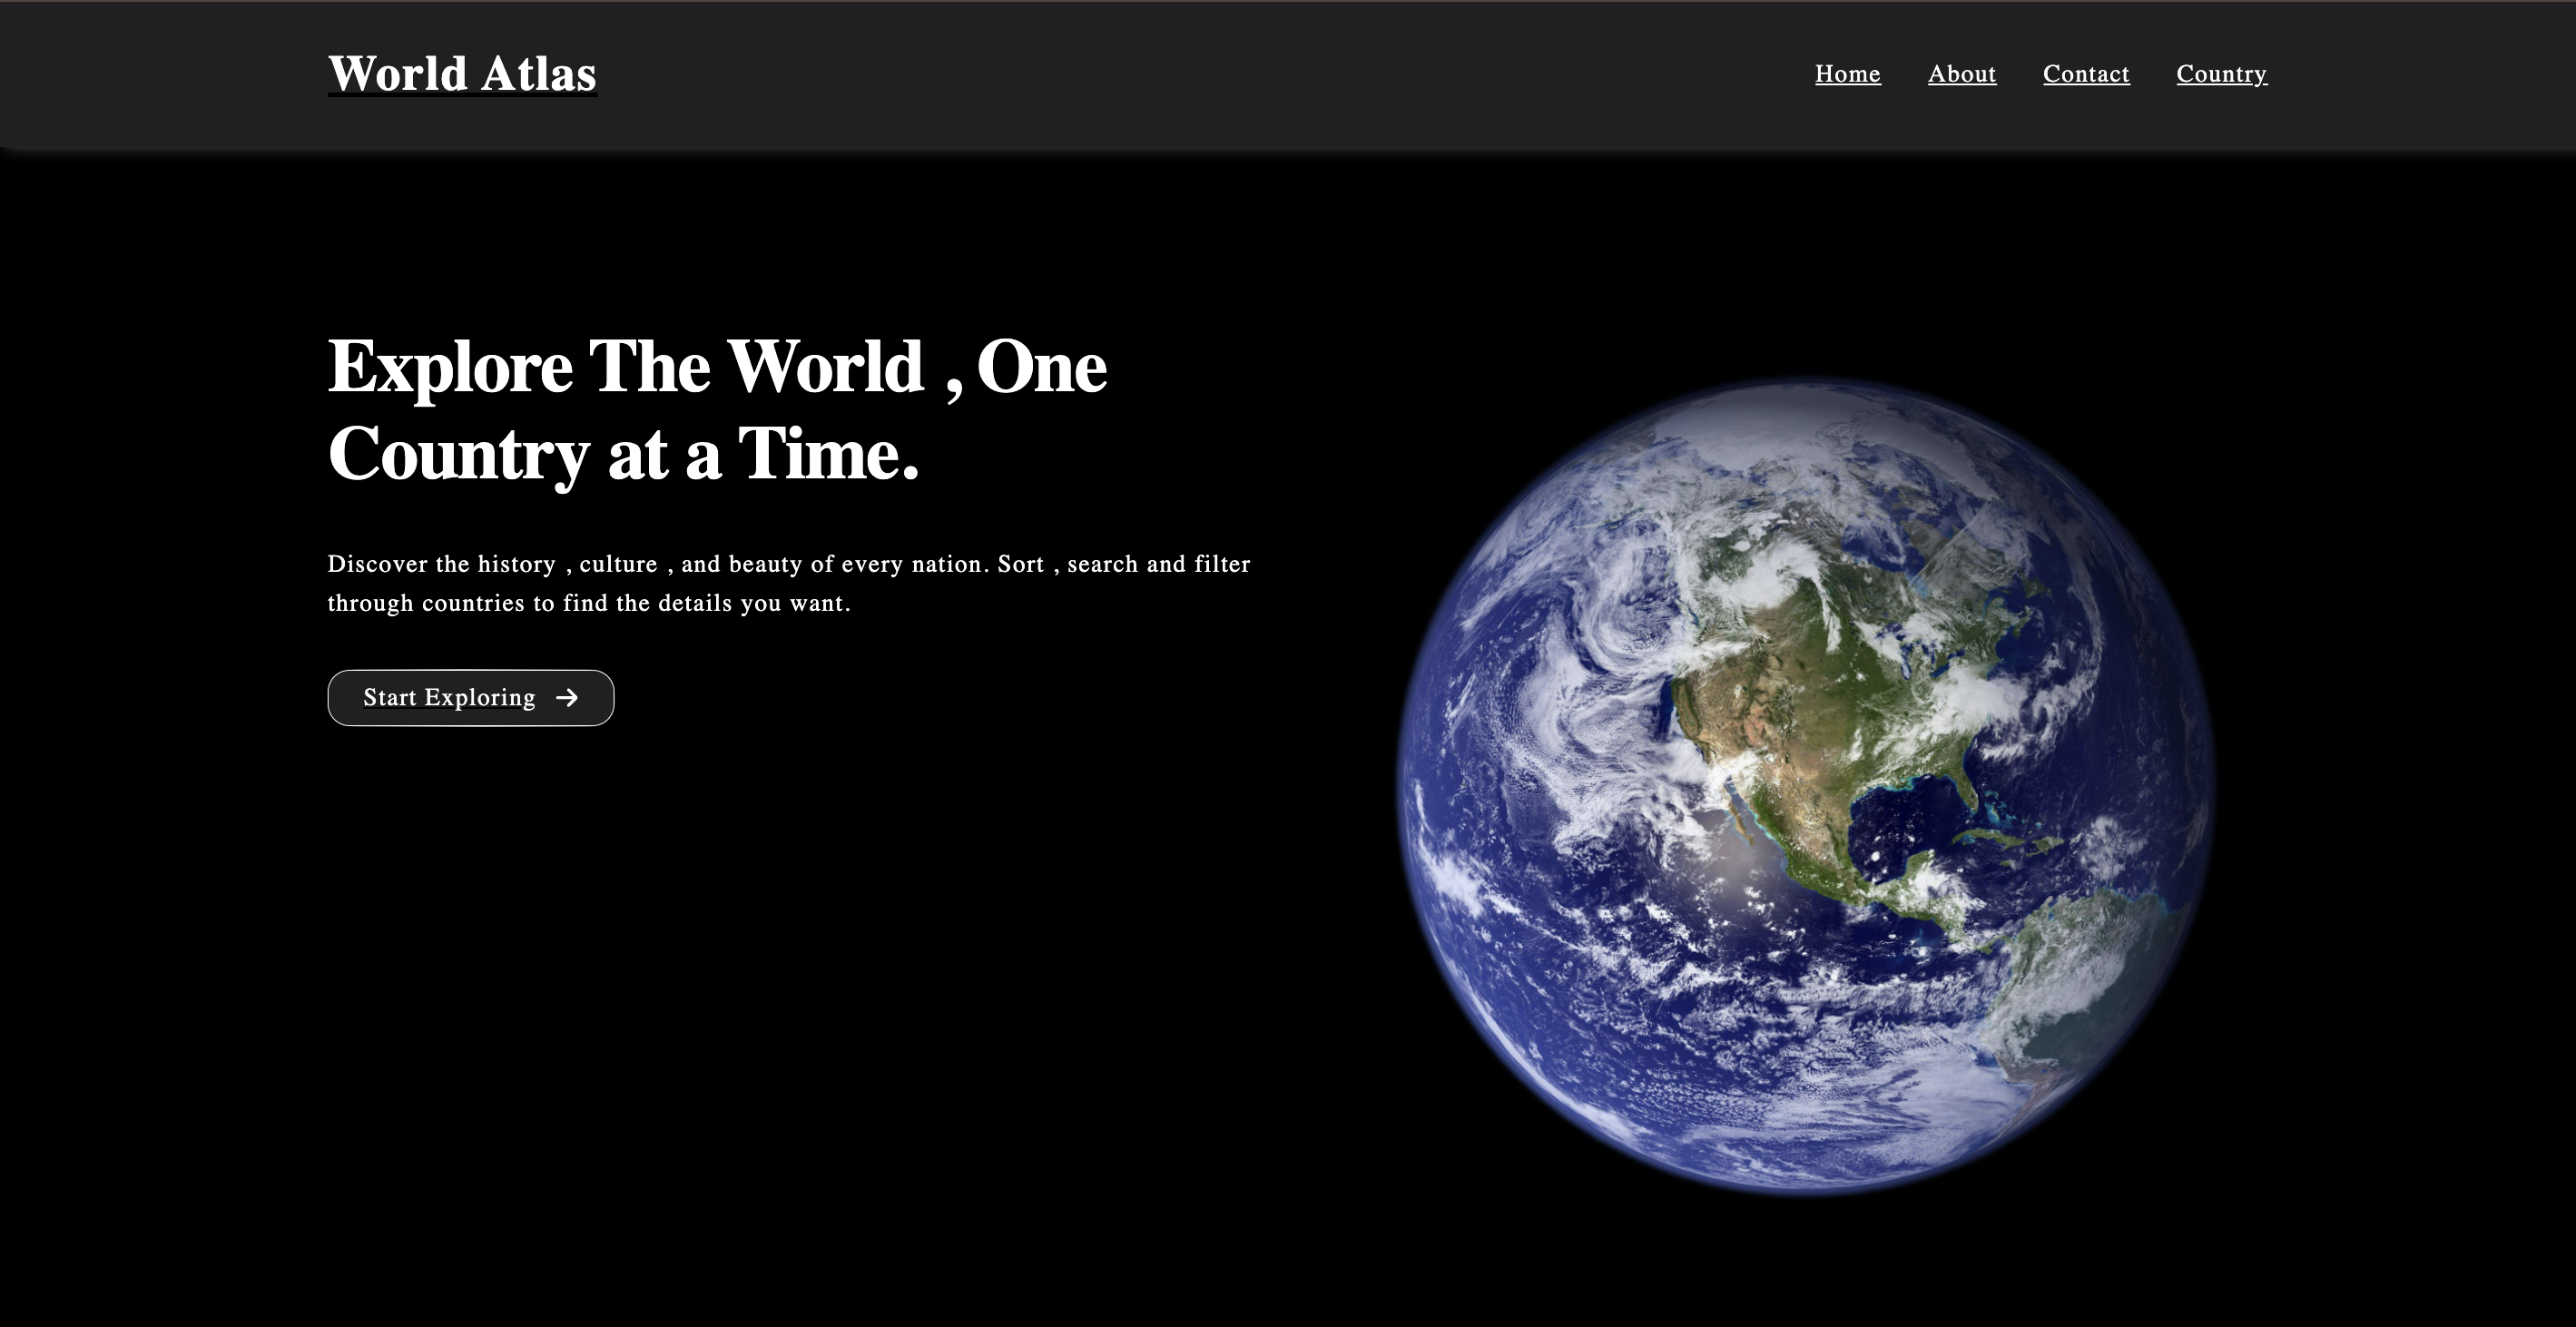 World Atlas
Home About Contact Country
Explore The World , One
Country at a Time.
Discover the history , culture , and beauty of every nation. Sort , search and filter
through countries to find the details you want.
Start Exploring →